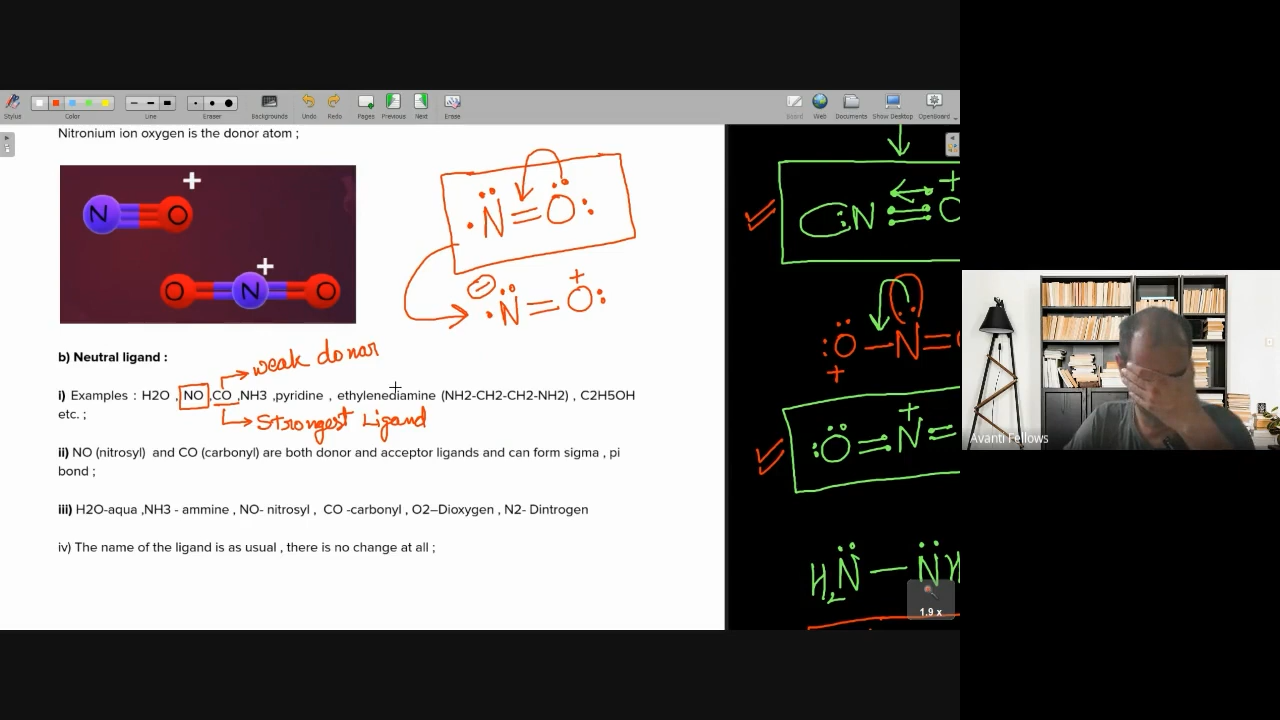 Stylus Color Line Eraser Backgrounds Undo Redo Pages Previous Next Erase Board Web Documents Show Desktop OpenBoard
Nitronium ion oxygen is the donor atom ;
N O +
O N O +
N = O
⊖ N = O +
b) Neutral ligand :
weak donar
i) Examples : H2O , NO ,CO ,NH3 ,pyridine , ethylenediamine (NH2-CH2-CH2-NH2) , C2H5OH
etc. ;
Strongest Ligand
ii) NO (nitrosyl)  and CO (carbonyl) are both donor and acceptor ligands and can form sigma , pi
bond ;
iii) H2O-aqua ,NH3 - ammine , NO- nitrosyl ,  CO -carbonyl , O2–Dioxygen , N2- Dintrogen
iv) The name of the ligand is as usual , there is no change at all ;
:N ≡ O +
:O — N =
+
:O = N + =
H2N — NH
1.9 x
Avanti Fellows